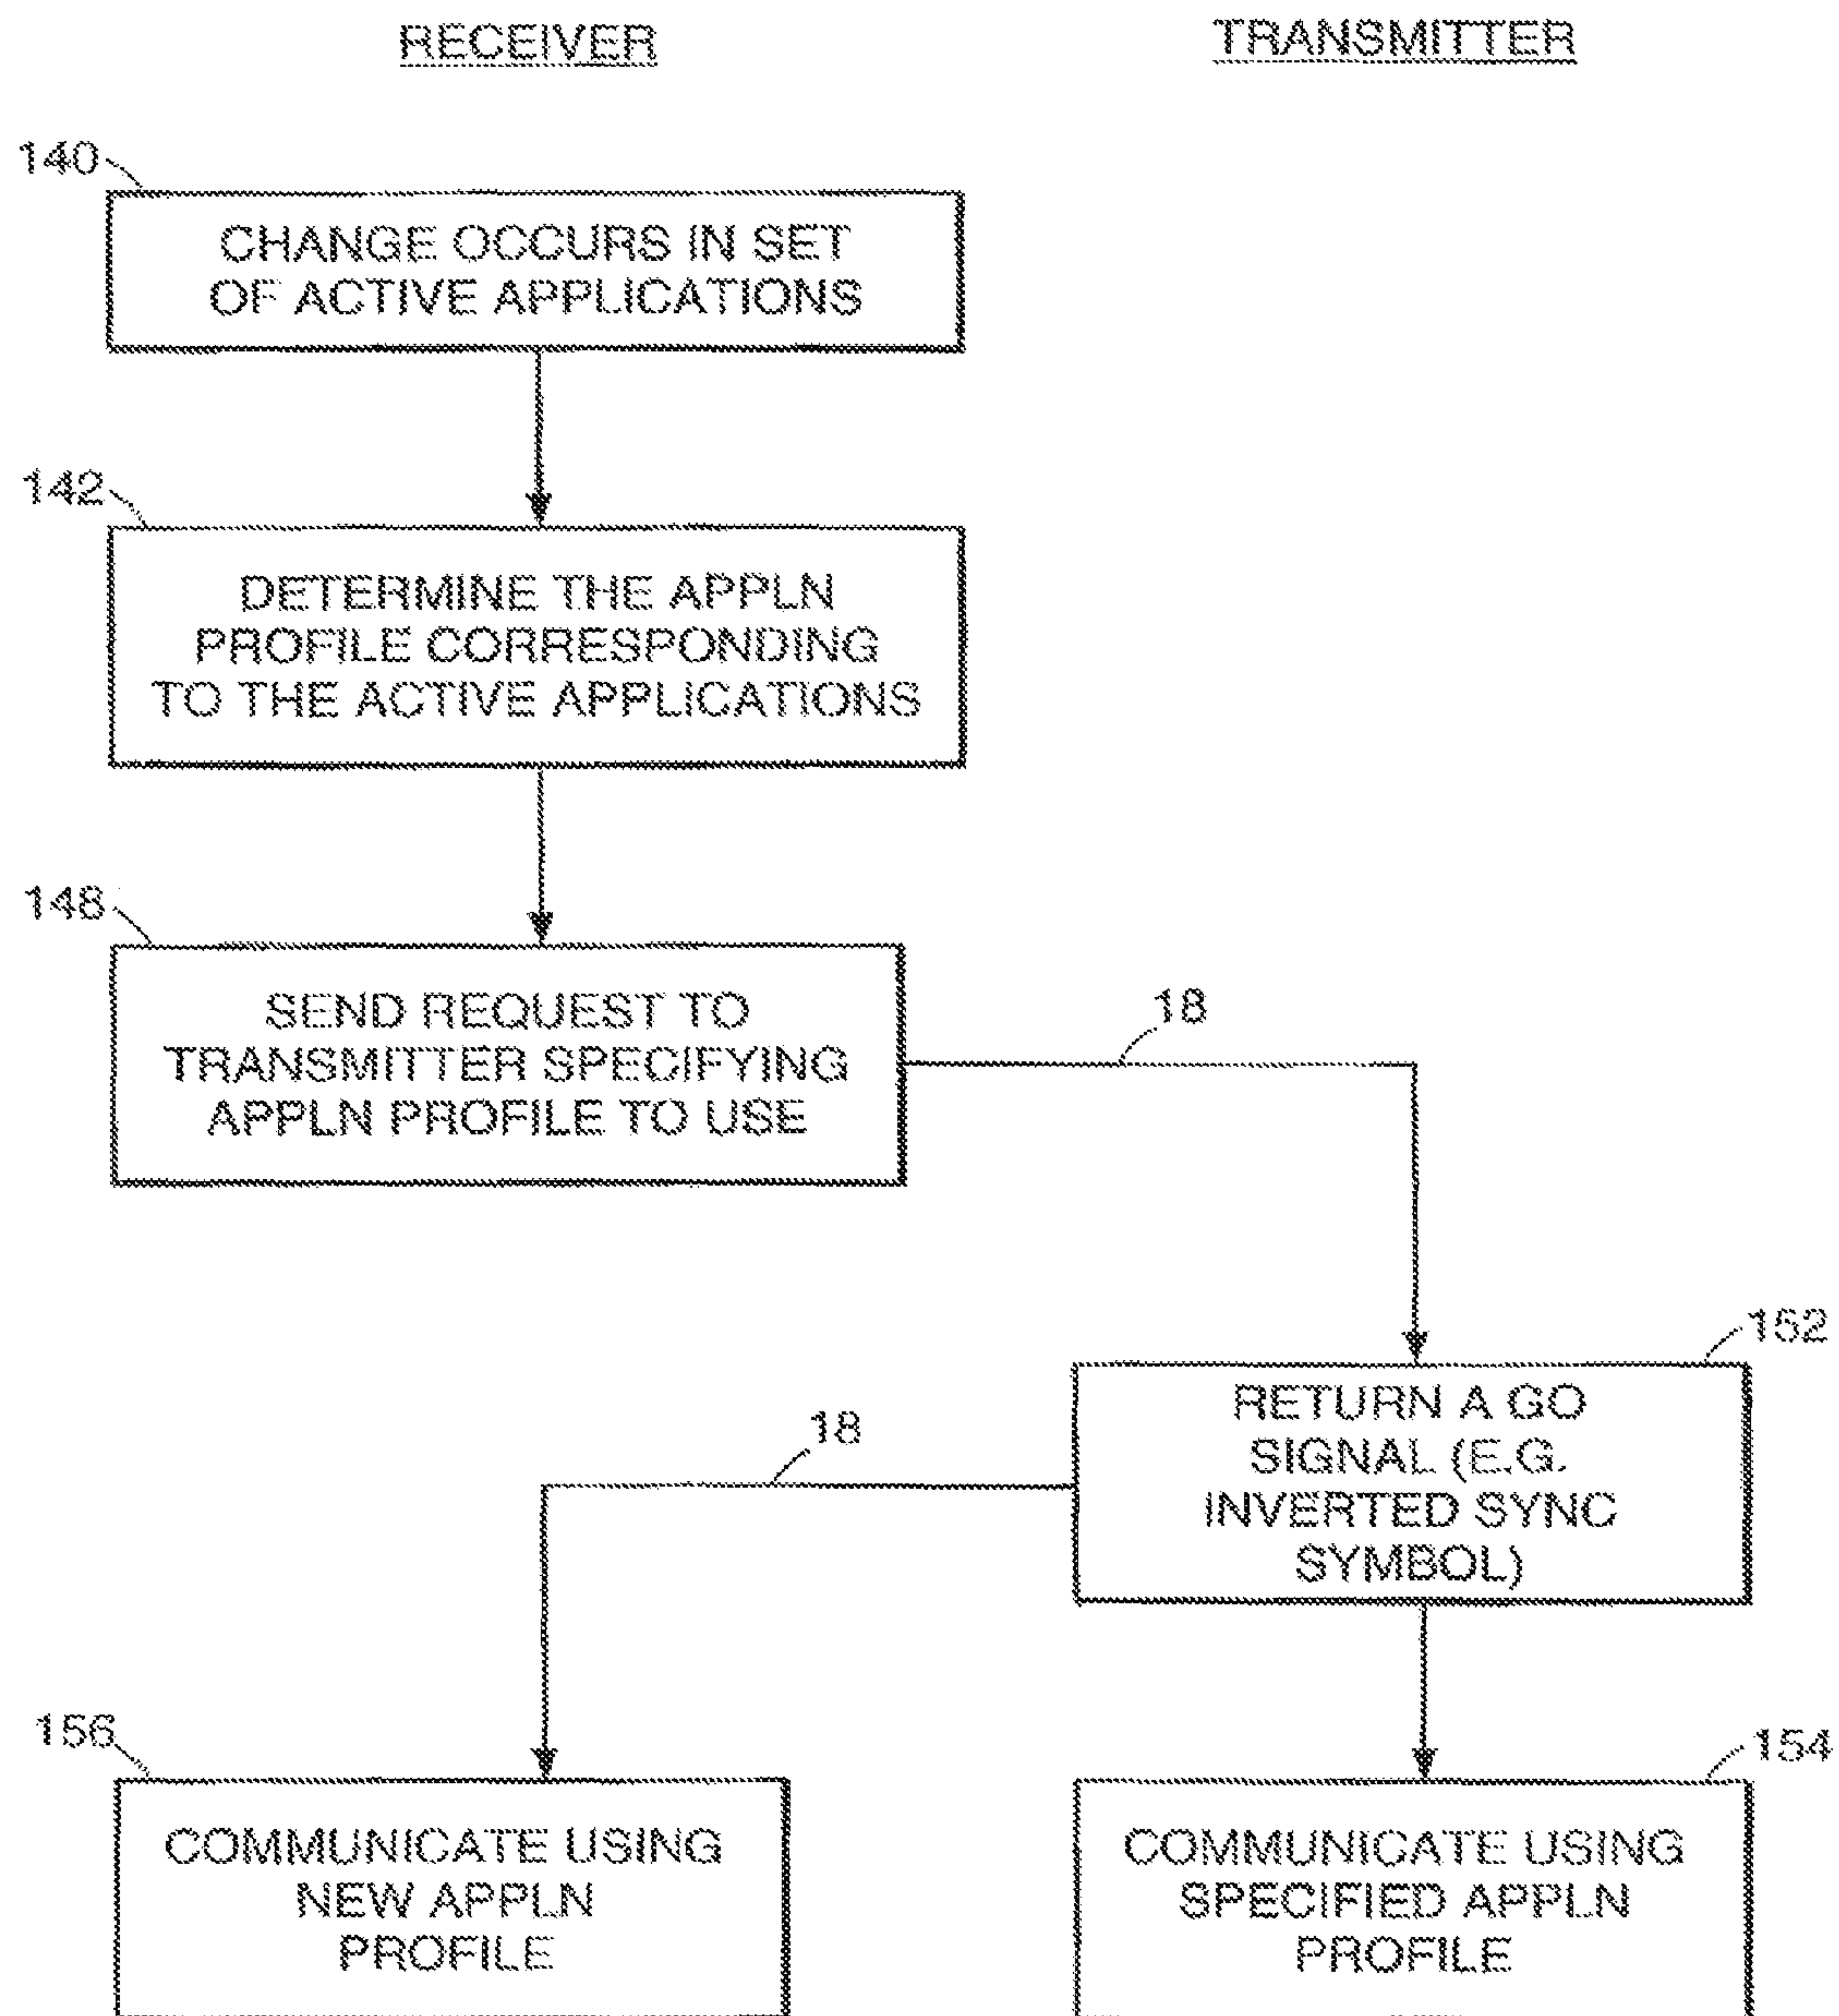 RECEIVER
TRANSMITTER
140
CHANGE OCCURS IN SET
OF ACTIVE APPLICATIONS
142
DETERMINE THE APPLN
PROFILE CORRESPONDING
TO THE ACTIVE APPLICATIONS
148
SEND REQUEST TO
TRANSMITTER SPECIFYING
APPLN PROFILE TO USE
18
152
RETURN A GO
SIGNAL (E.G.
INVERTED SYNC
SYMBOL)
18
156
COMMUNICATE USING
NEW APPLN
PROFILE
154
COMMUNICATE USING
SPECIFIED APPLN
PROFILE